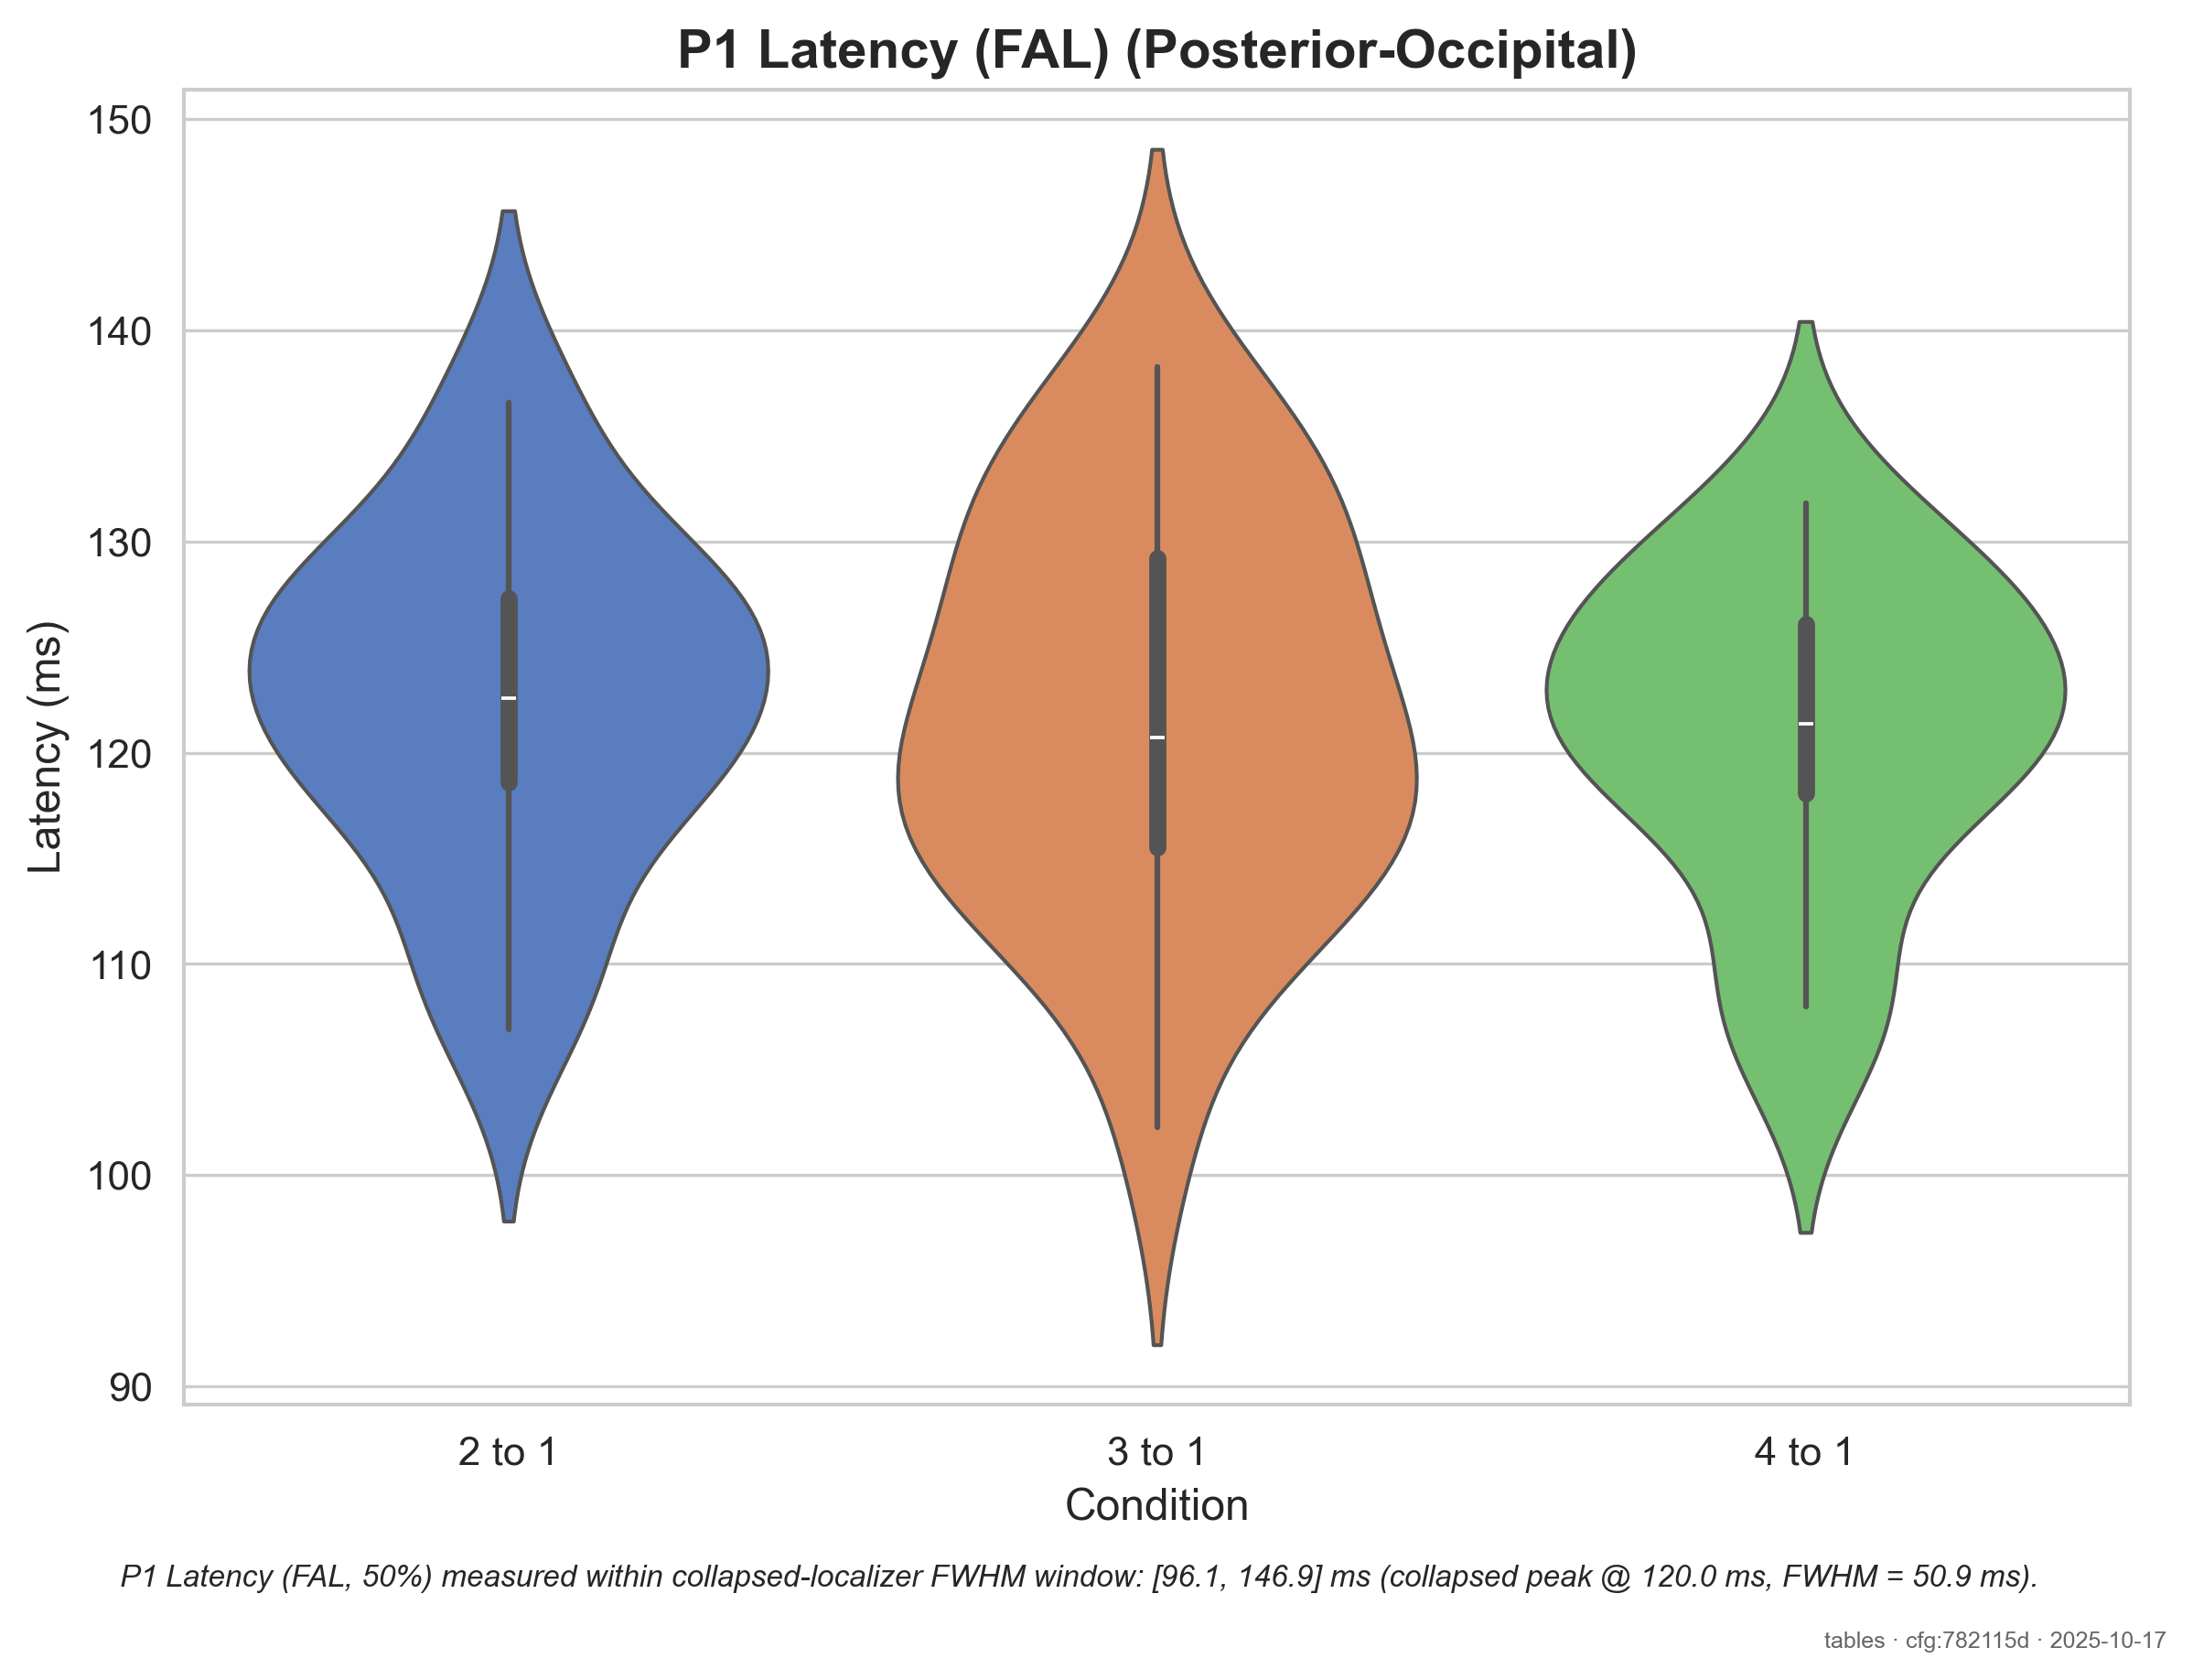 P1 Latency (FAL) (Posterior-Occipital)
150
140
130
120
110
100
90
Latency (ms)
2 to 1
3 to 1
4 to 1
Condition
P1 Latency (FAL, 50%) measured within collapsed-localizer FWHM window: [96.1, 146.9] ms (collapsed peak @ 120.0 ms, FWHM = 50.9 ms).
tables · cfg:782115d · 2025-10-17